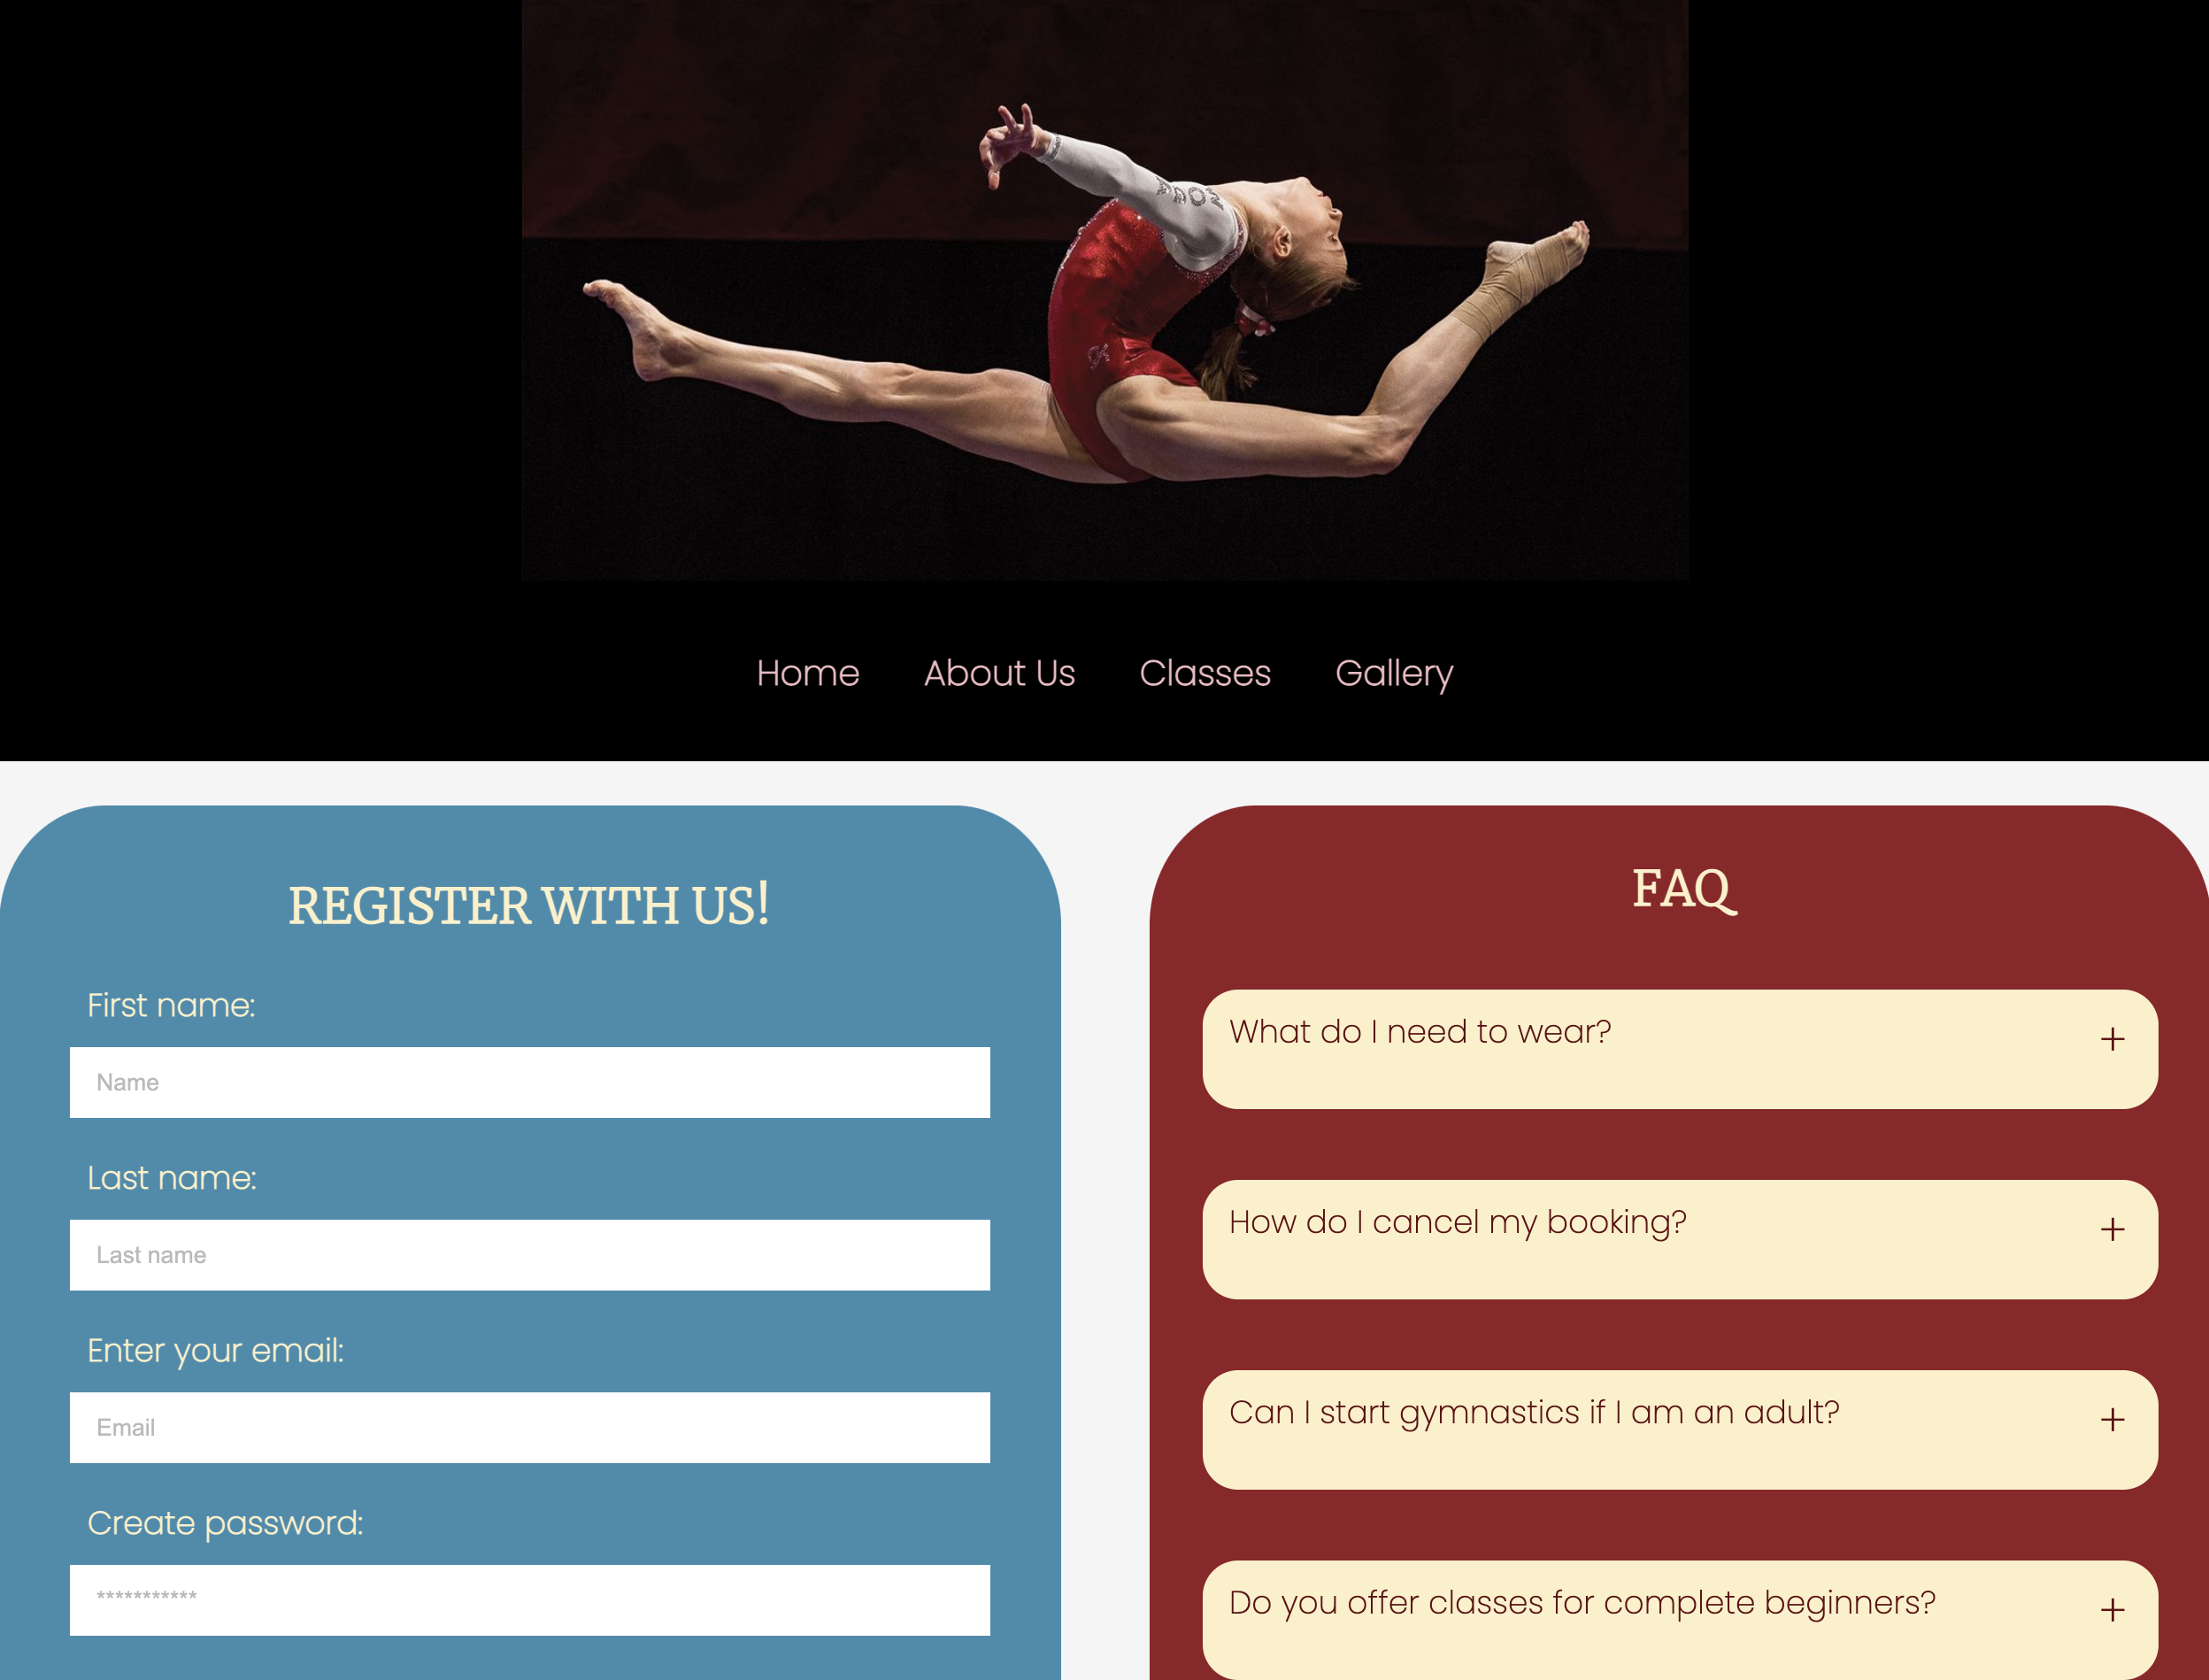 Home
About Us
Classes
Gallery
REGISTER WITH US!
First name:
Name
Last name:
Last name
Enter your email:
Email
Create password:
***********
FAQ
What do I need to wear?
+
How do I cancel my booking?
+
Can I start gymnastics if I am an adult?
+
Do you offer classes for complete beginners?
+